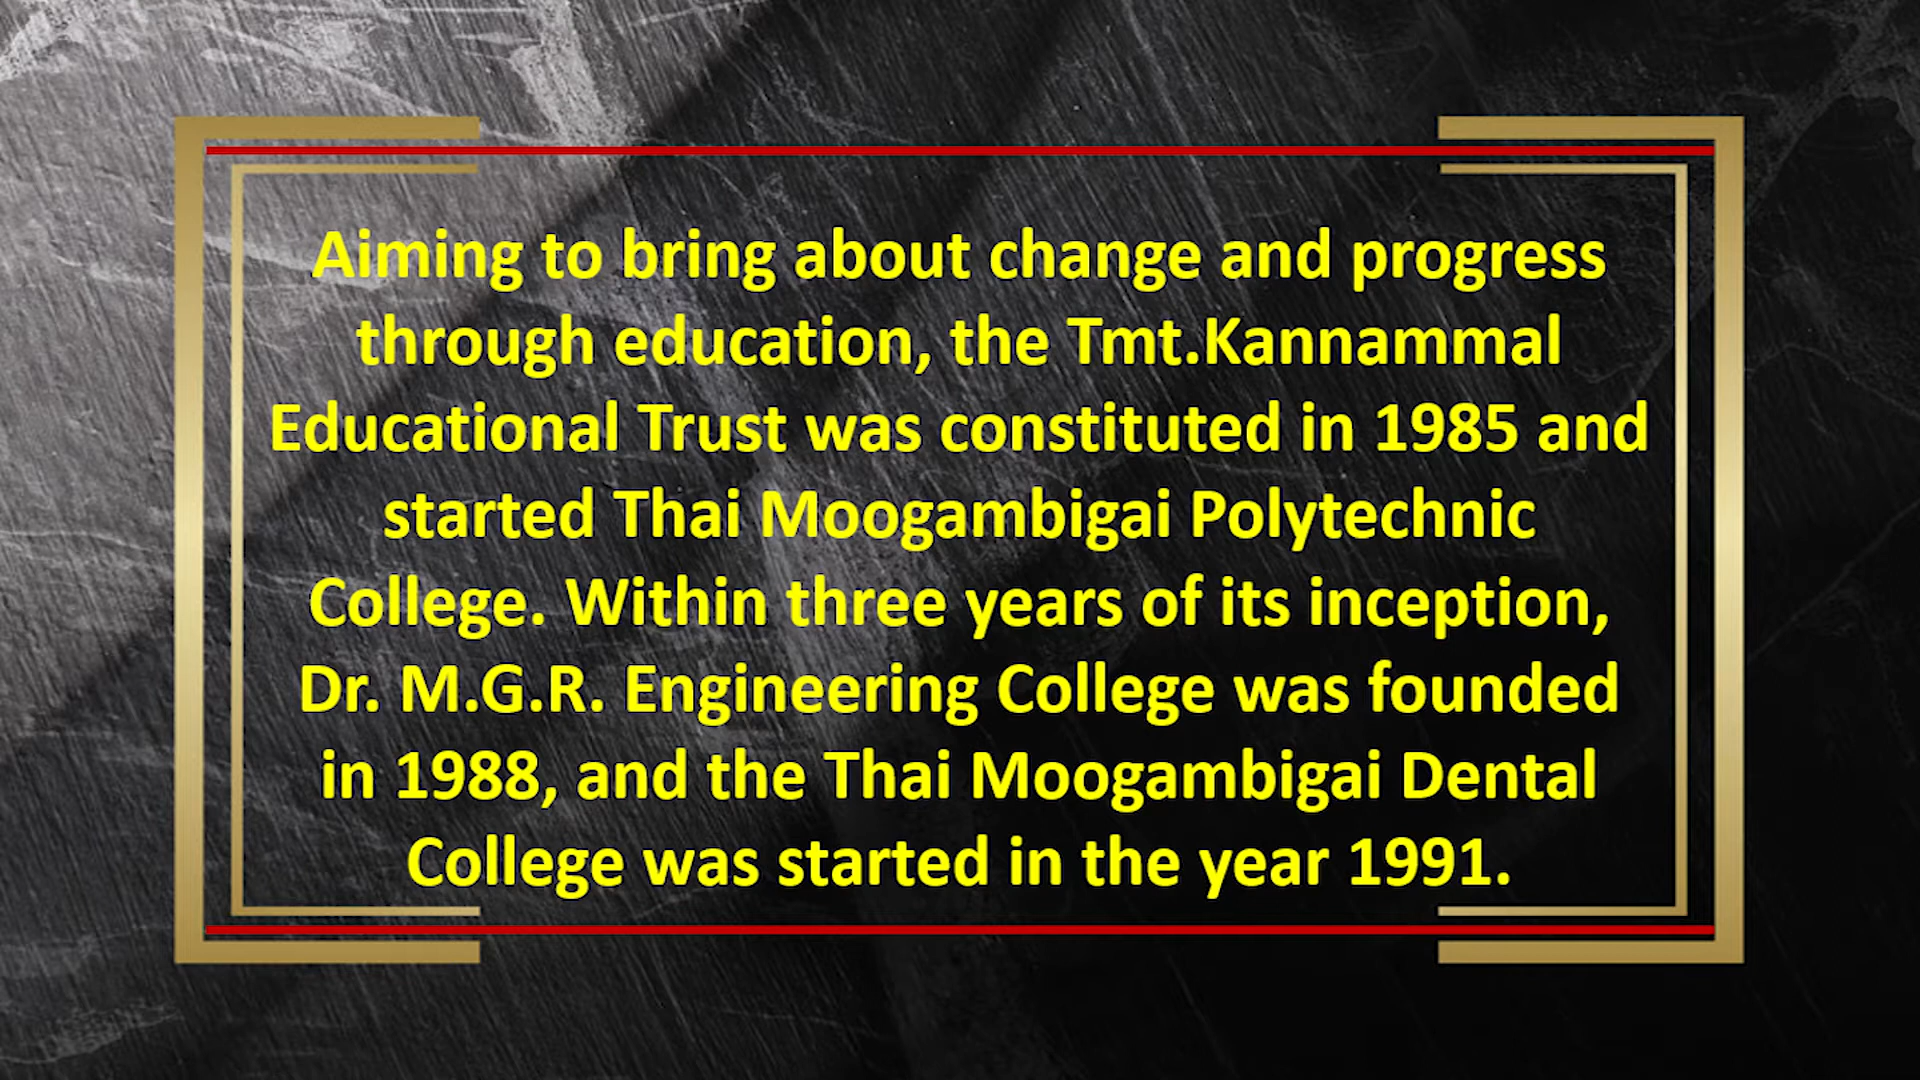 Aiming to bring about change and progress
through education, the Tmt.Kannammal
Educational Trust was constituted in 1985 and
started Thai Moogambigai Polytechnic
College. Within three years of its inception,
Dr. M.G.R. Engineering College was founded
in 1988, and the Thai Moogambigai Dental
College was started in the year 1991.